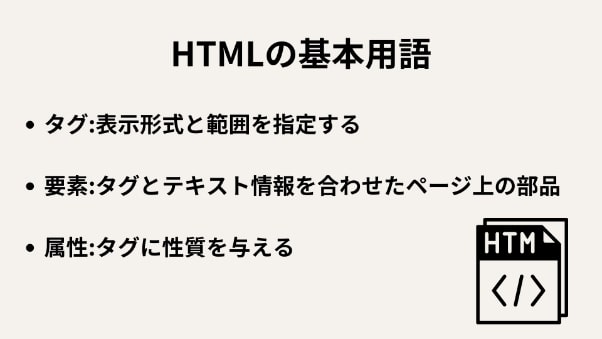 HTMLの基本用語
• タグ:表示形式と範囲を指定する
• 要素:タグとテキスト情報を合わせたページ上の部品
• 属性:タグに性質を与える
HTM
</>